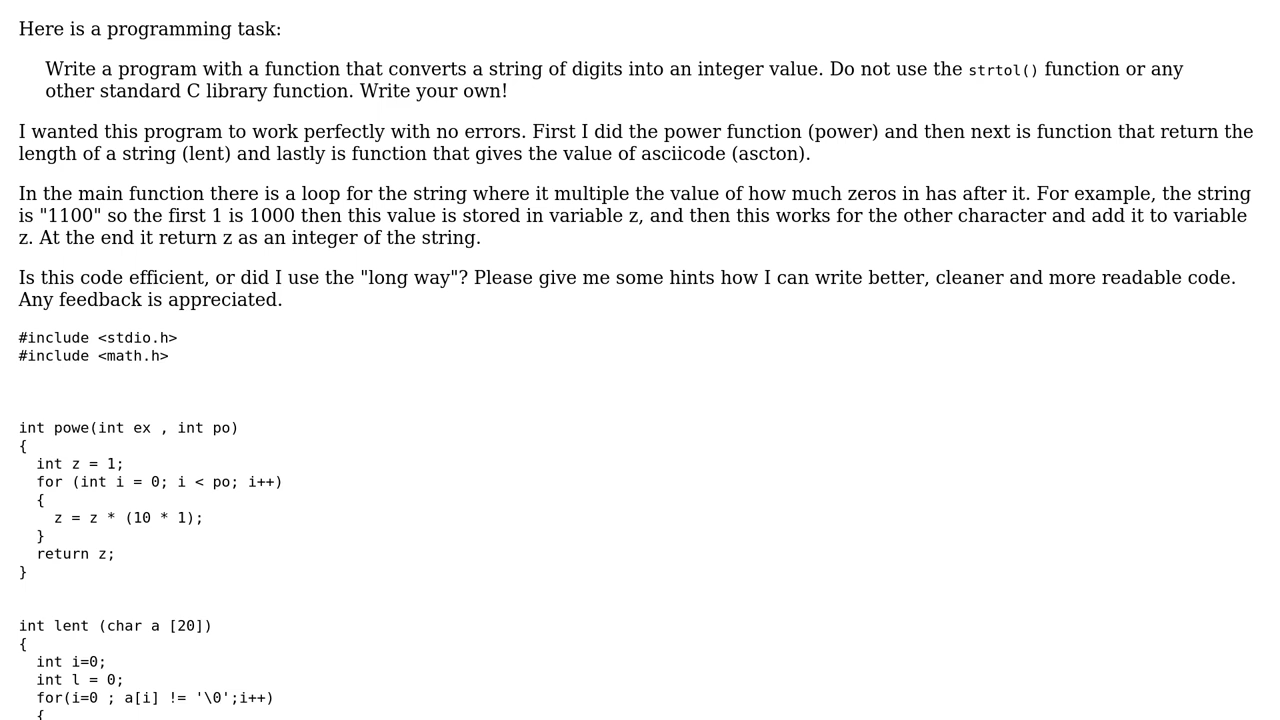 Here is a programming task:
Write a program with a function that converts a string of digits into an integer value. Do not use the strtol() function or any
other standard C library function. Write your own!
I wanted this program to work perfectly with no errors. First I did the power function (power) and then next is function that return the
length of a string (lent) and lastly is function that gives the value of asciicode (ascton).
In the main function there is a loop for the string where it multiple the value of how much zeros in has after it. For example, the string
is "1100" so the first 1 is 1000 then this value is stored in variable z, and then this works for the other character and add it to variable
z. At the end it return z as an integer of the string.
Is this code efficient, or did I use the "long way"? Please give me some hints how I can write better, cleaner and more readable code.
Any feedback is appreciated.
#include <stdio.h>
#include <math.h>
int powe(int ex , int po)
{
  int z = 1;
  for (int i = 0; i < po; i++)
  {
    z = z * (10 * 1);
  }
  return z;
}
int lent (char a [20])
{
  int i=0;
  int l = 0;
  for(i=0 ; a[i] != '\0';i++)
  {